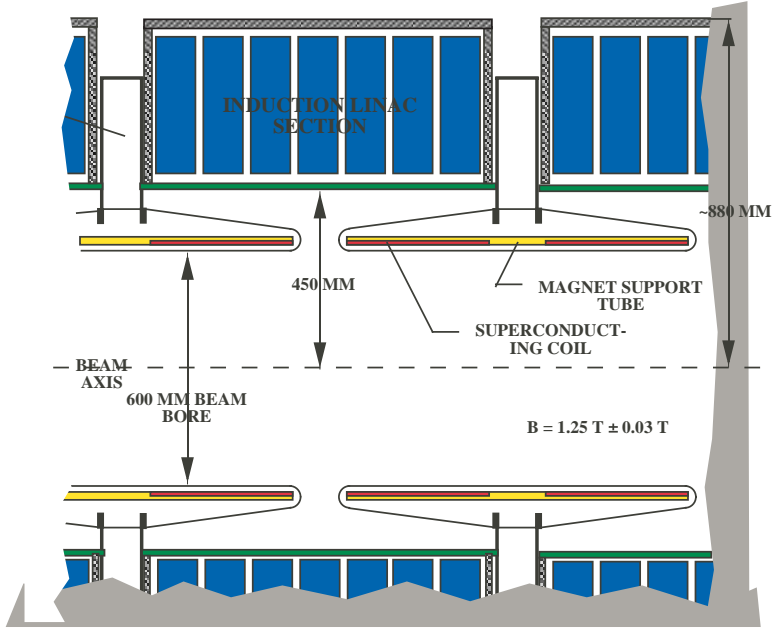 INDUCTION LINAC
SECTION
~880 MM
450 MM
MAGNET SUPPORT
TUBE
SUPERCONDUCT-
ING COIL
BEAM
AXIS
600 MM BEAM
BORE
B = 1.25 T ± 0.03 T